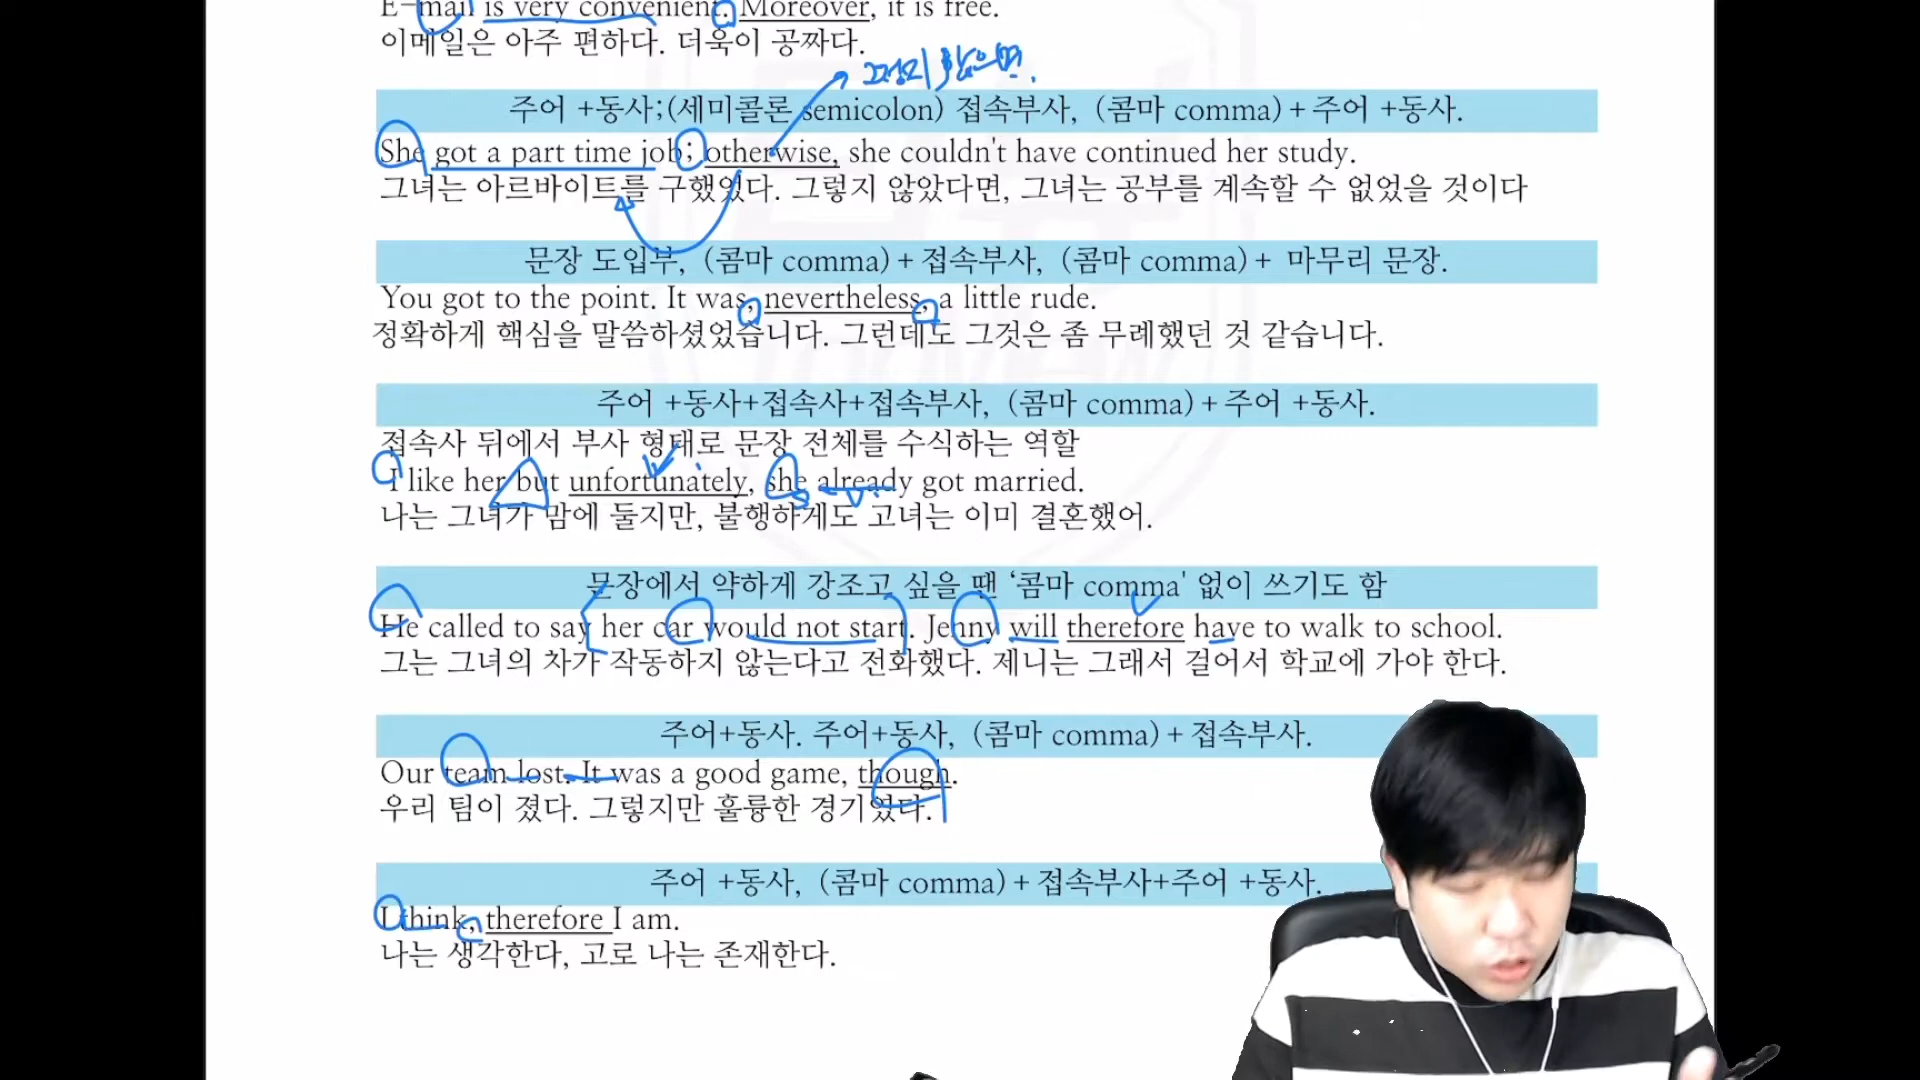 E-mail is very convenient. Moreover, it is free.
이메일은 아주 편하다. 더욱이 공짜다.
그렇지 않으면.
주어 +동사;(세미콜론 semicolon) 접속부사, (콤마 comma)+주어 +동사.
She got a part time job; otherwise, she couldn't have continued her study.
그녀는 아르바이트를 구했었다. 그렇지 않았다면, 그녀는 공부를 계속할 수 없었을 것이다
문장 도입부, (콤마 comma)+접속부사, (콤마 comma)+ 마무리 문장.
You got to the point. It was, nevertheless, a little rude.
정확하게 핵심을 말씀하셨었습니다. 그런데도 그것은 좀 무례했던 것 같습니다.
주어 +동사+접속사+접속부사, (콤마 comma)+주어 +동사.
접속사 뒤에서 부사 형태로 문장 전체를 수식하는 역할
I like her but unfortunately, she already got married.
나는 그녀가 맘에 둘지만, 불행하게도 고녀는 이미 결혼했어.
문장에서 약하게 강조고 싶을 땐 ‘콤마 comma' 없이 쓰기도 함
He called to say her car would not start. Jenny will therefore have to walk to school.
그는 그녀의 차가 작동하지 않는다고 전화했다. 제니는 그래서 걸어서 학교에 가야 한다.
주어+동사. 주어+동사, (콤마 comma)+접속부사.
Our team lost. It was a good game, though.
우리 팀이 졌다. 그렇지만 훌륭한 경기였다.
주어 +동사, (콤마 comma)+접속부사+주어 +동사.
I think, therefore I am.
나는 생각한다, 고로 나는 존재한다.